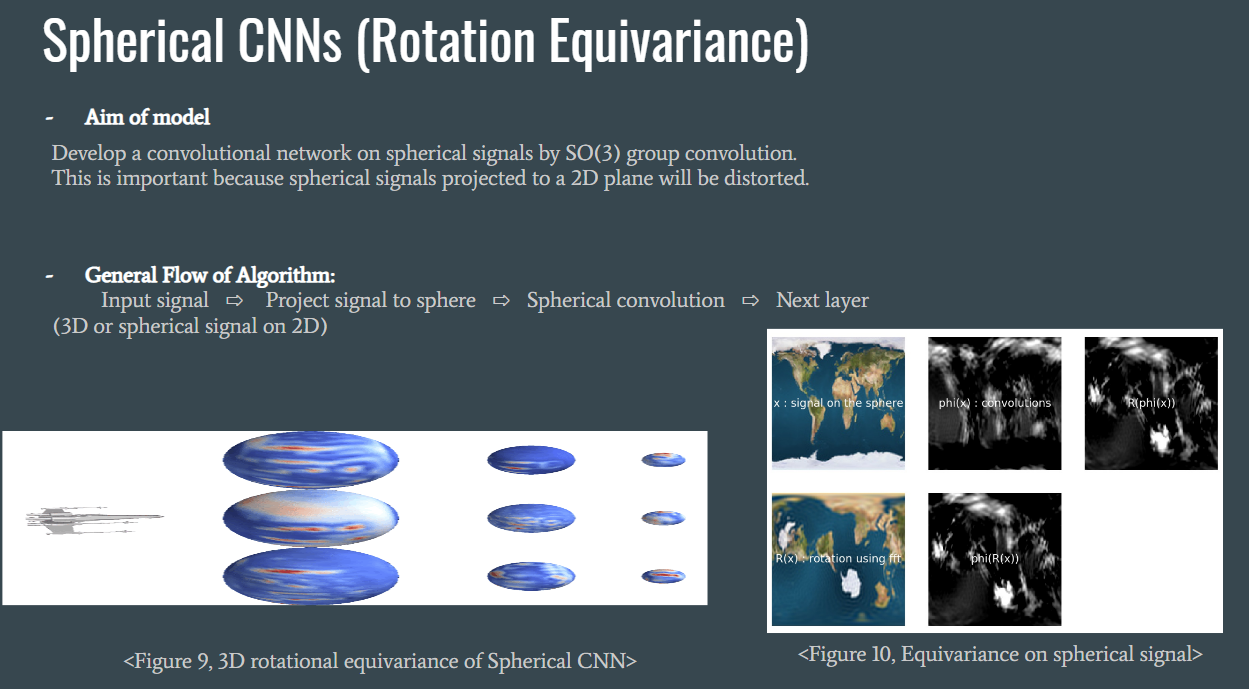 Spherical CNNs (Rotation Equivariance)
- Aim of model
Develop a convolutional network on spherical signals by SO(3) group convolution.
This is important because spherical signals projected to a 2D plane will be distorted.
- General Flow of Algorithm:
Input signal ⇨ Project signal to sphere ⇨ Spherical convolution ⇨ Next layer
(3D or spherical signal on 2D)
x : signal on the sphere
phi(x) : convolutions
R(phi(x))
R(x) : rotation using fft
phi(R(x))
<Figure 9, 3D rotational equivariance of Spherical CNN>
<Figure 10, Equivariance on spherical signal>